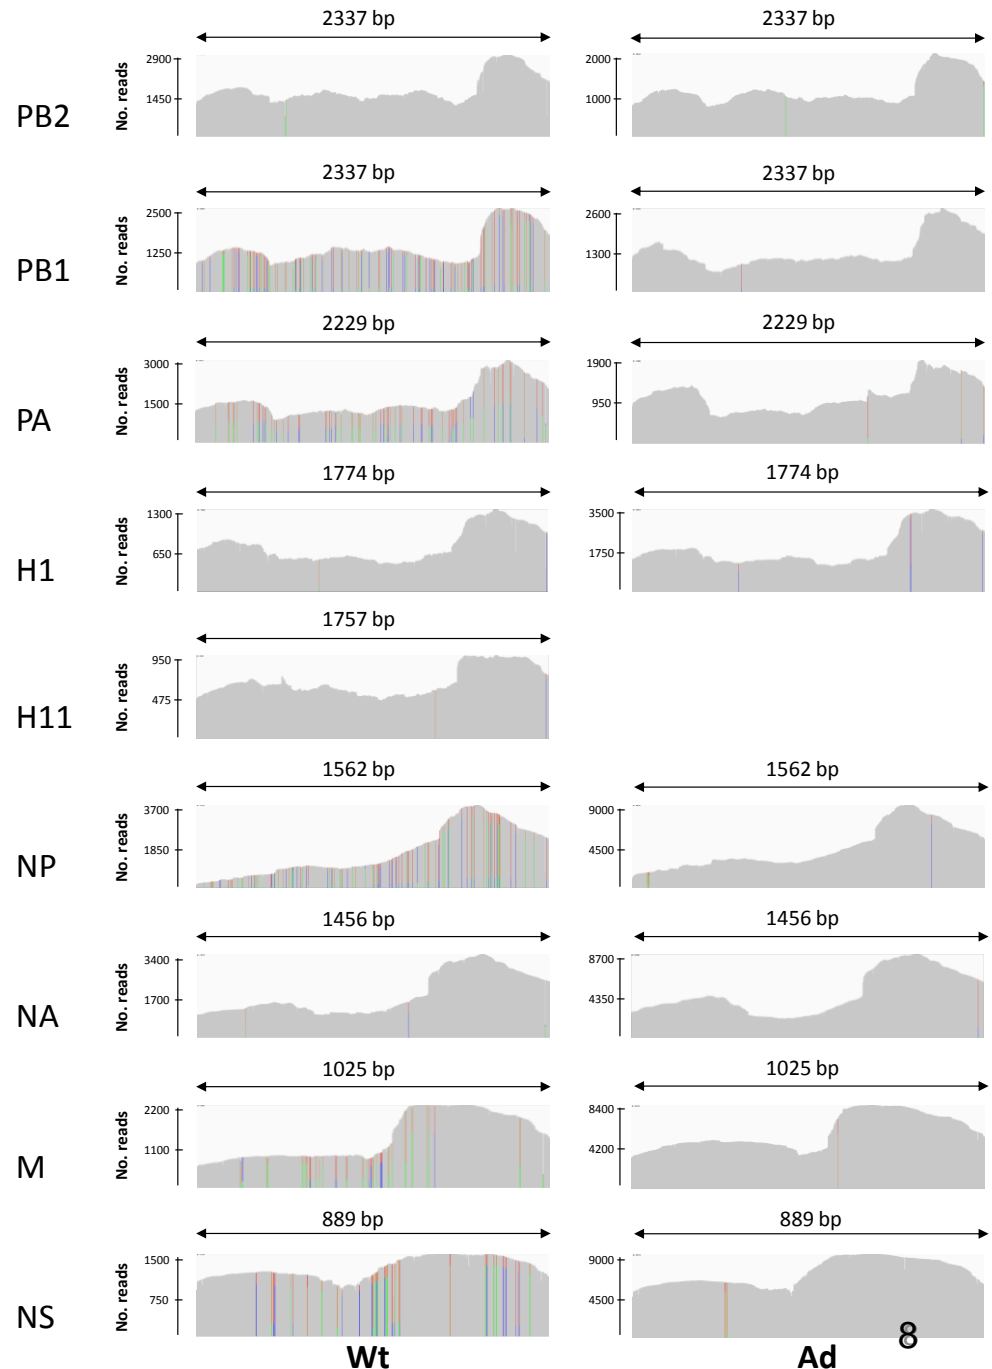 2337 bp
2337 bp
PB2
No. reads
2900
1450
2000
1000
2337 bp
2337 bp
PB1
No. reads
2500
1250
2600
1300
2229 bp
2229 bp
PA
No. reads
3000
1500
1900
950
1774 bp
1774 bp
H1
No. reads
1300
650
3500
1750
1757 bp
H11
No. reads
950
475
1562 bp
1562 bp
NP
No. reads
3700
1850
9000
4500
1456 bp
1456 bp
NA
No. reads
3400
1700
8700
4350
1025 bp
1025 bp
M
No. reads
2200
1100
8400
4200
889 bp
889 bp
NS
No. reads
1500
750
9000
4500
Wt
Ad
8